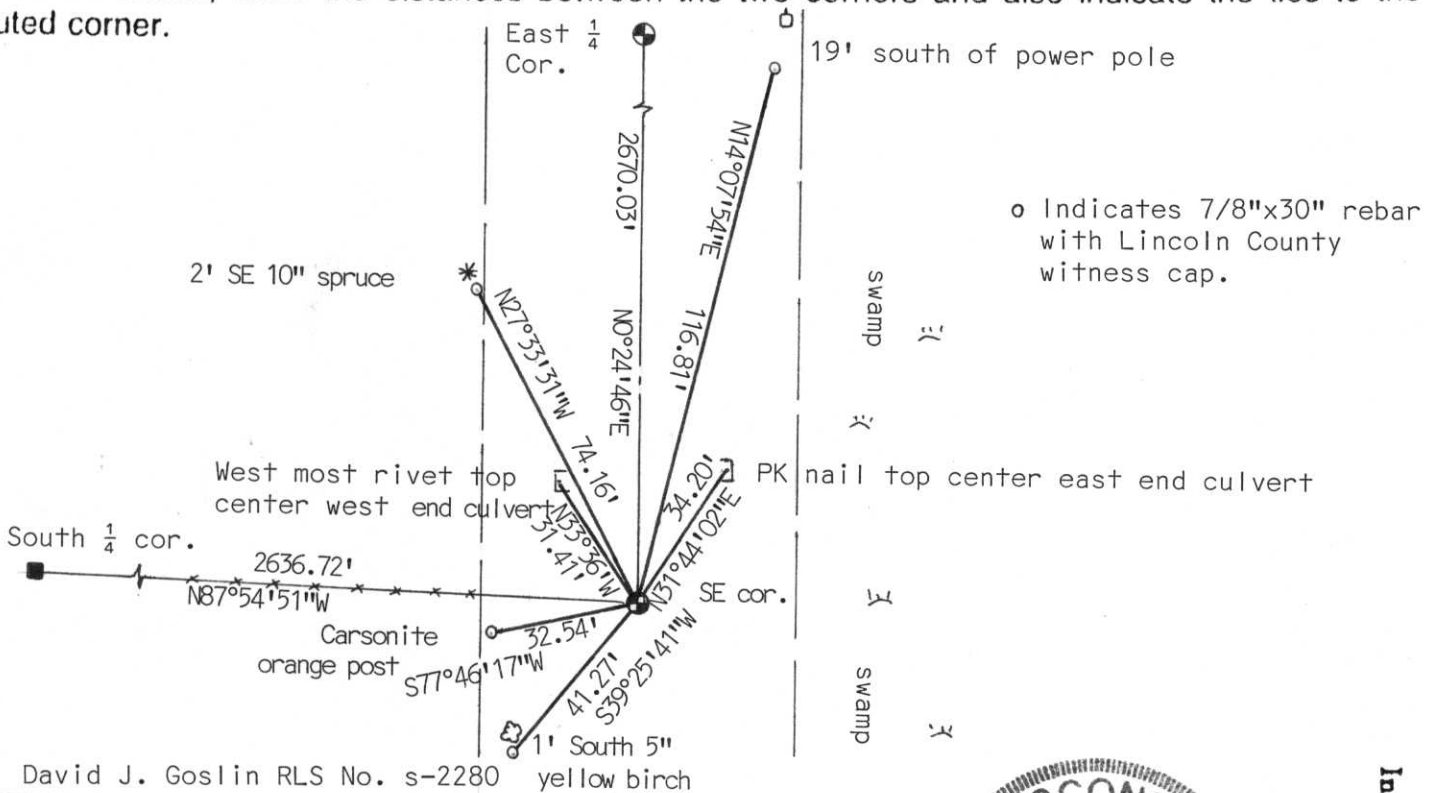 uted corner.
East 1/4
Cor.
19' south of power pole
2670.03'
N0°24'46"E
N14°07'54"E
116.81'
o Indicates 7/8"x30" rebar
with Lincoln County
witness cap.
2' SE 10" spruce
N27°33'31"W
74.16'
swamp
West most rivet top
center west end culvert
N33°36'W
31.41'
34.20'
N31°44'02"E
PK nail top center east end culvert
South 1/4 cor.
2636.72'
N87°54'51"W
SE cor.
Carsonite
orange post
32.54'
S77°46'17"W
41.27'
S39°25'41"W
swamp
1' South 5"
yellow birch
David J. Goslin RLS No. s-2280
In